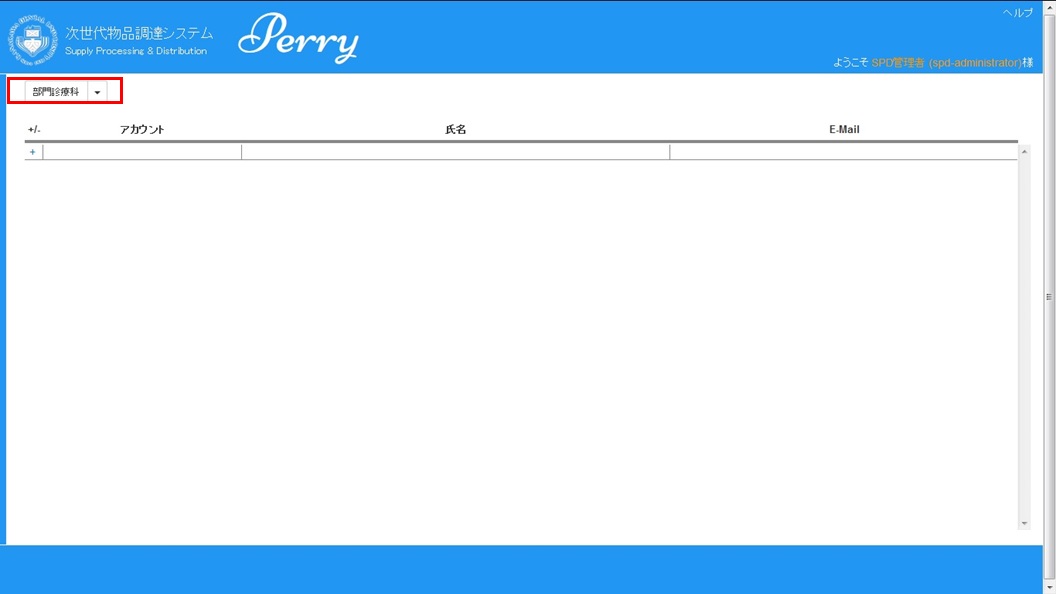 ヘルプ
次世代物品調達システム
Supply Processing & Distribution
Perry
ようこそ SPD管理者 (spd-administrator)様
部門診療科
+/- アカウント 氏名 E-Mail
+